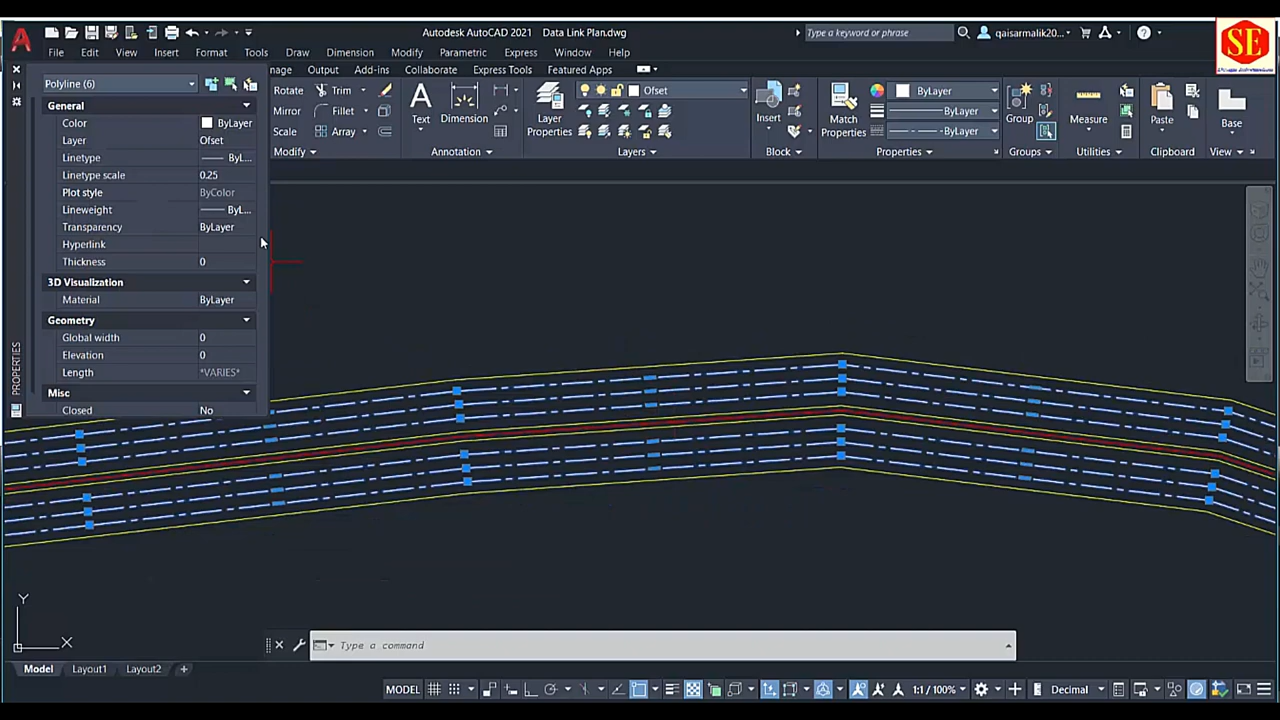 Autodesk AutoCAD 2021 Data Link Plan.dwg
Type a keyword or phrase
qaisarmalik20...
SE
File Edit View Insert Format Tools Draw Dimension Modify Parametric Express Window Help
nage Output Add-ins Collaborate Express Tools Featured Apps
Polyline (6)
General
Color ByLayer
Layer Ofset
Linetype ByL...
Linetype scale 0.25
Plot style ByColor
Lineweight ByL...
Transparency ByLayer
Hyperlink
Thickness 0
3D Visualization
Material ByLayer
Geometry
Global width 0
Elevation 0
Length *VARIES*
Misc
Closed No
PROPERTIES
Rotate Trim
Mirror Fillet
Scale Array
Modify
Text
Dimension
Annotation
Layer
Properties
Ofset
Layers
Insert
Block
Match
Properties
ByLayer
ByLayer
ByLayer
Properties
Group
Groups
Measure
Utilities
Paste
Clipboard
Base
View
Y
X
Type a command
Model Layout1 Layout2 +
MODEL 1:1 / 100% Decimal